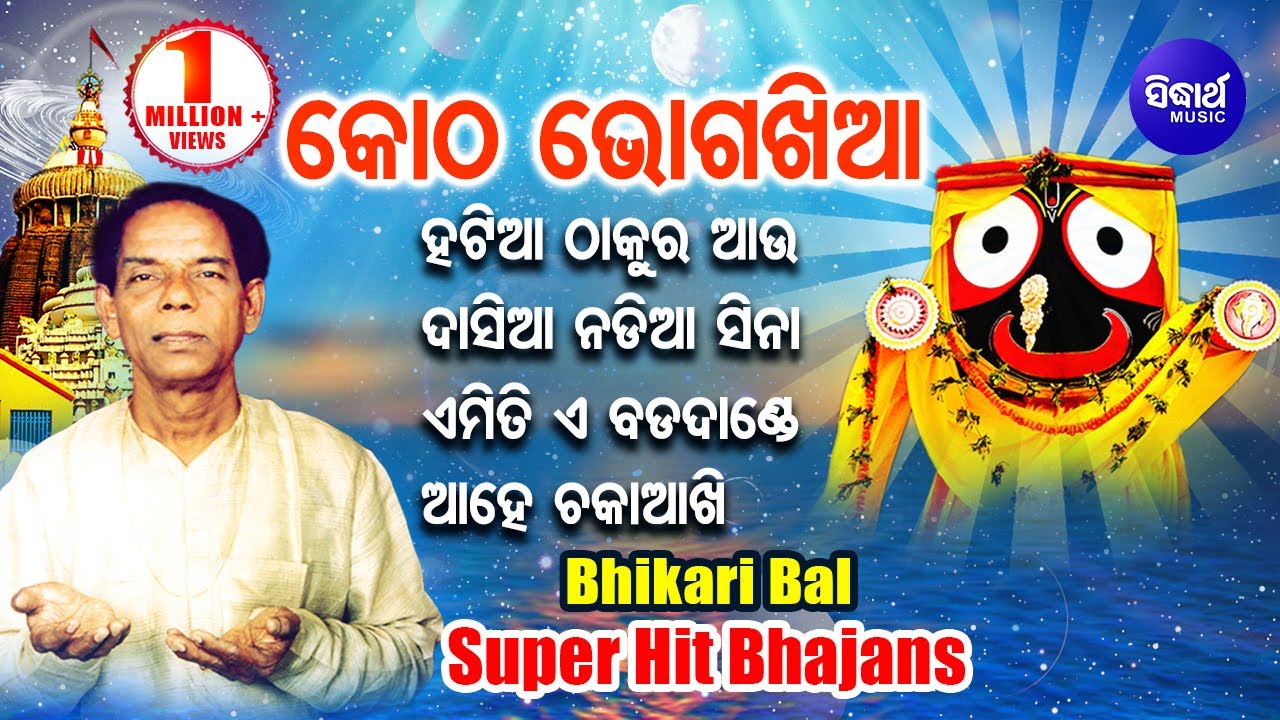 1
MILLION +
VIEWS
କୋଠ ଭୋଗଖିଆ
ସିଦ୍ଧାର୍ଥ
MUSIC
ହଟିଆ ଠାକୁର ଆଉ
ଦାସିଆ ନଡିଆ ସିନା
ଏମିତି ଏ ବଡଦାଣ୍ଡେ
ଆହେ ଚକାଆଖି
Bhikari Bal
Super Hit Bhajans